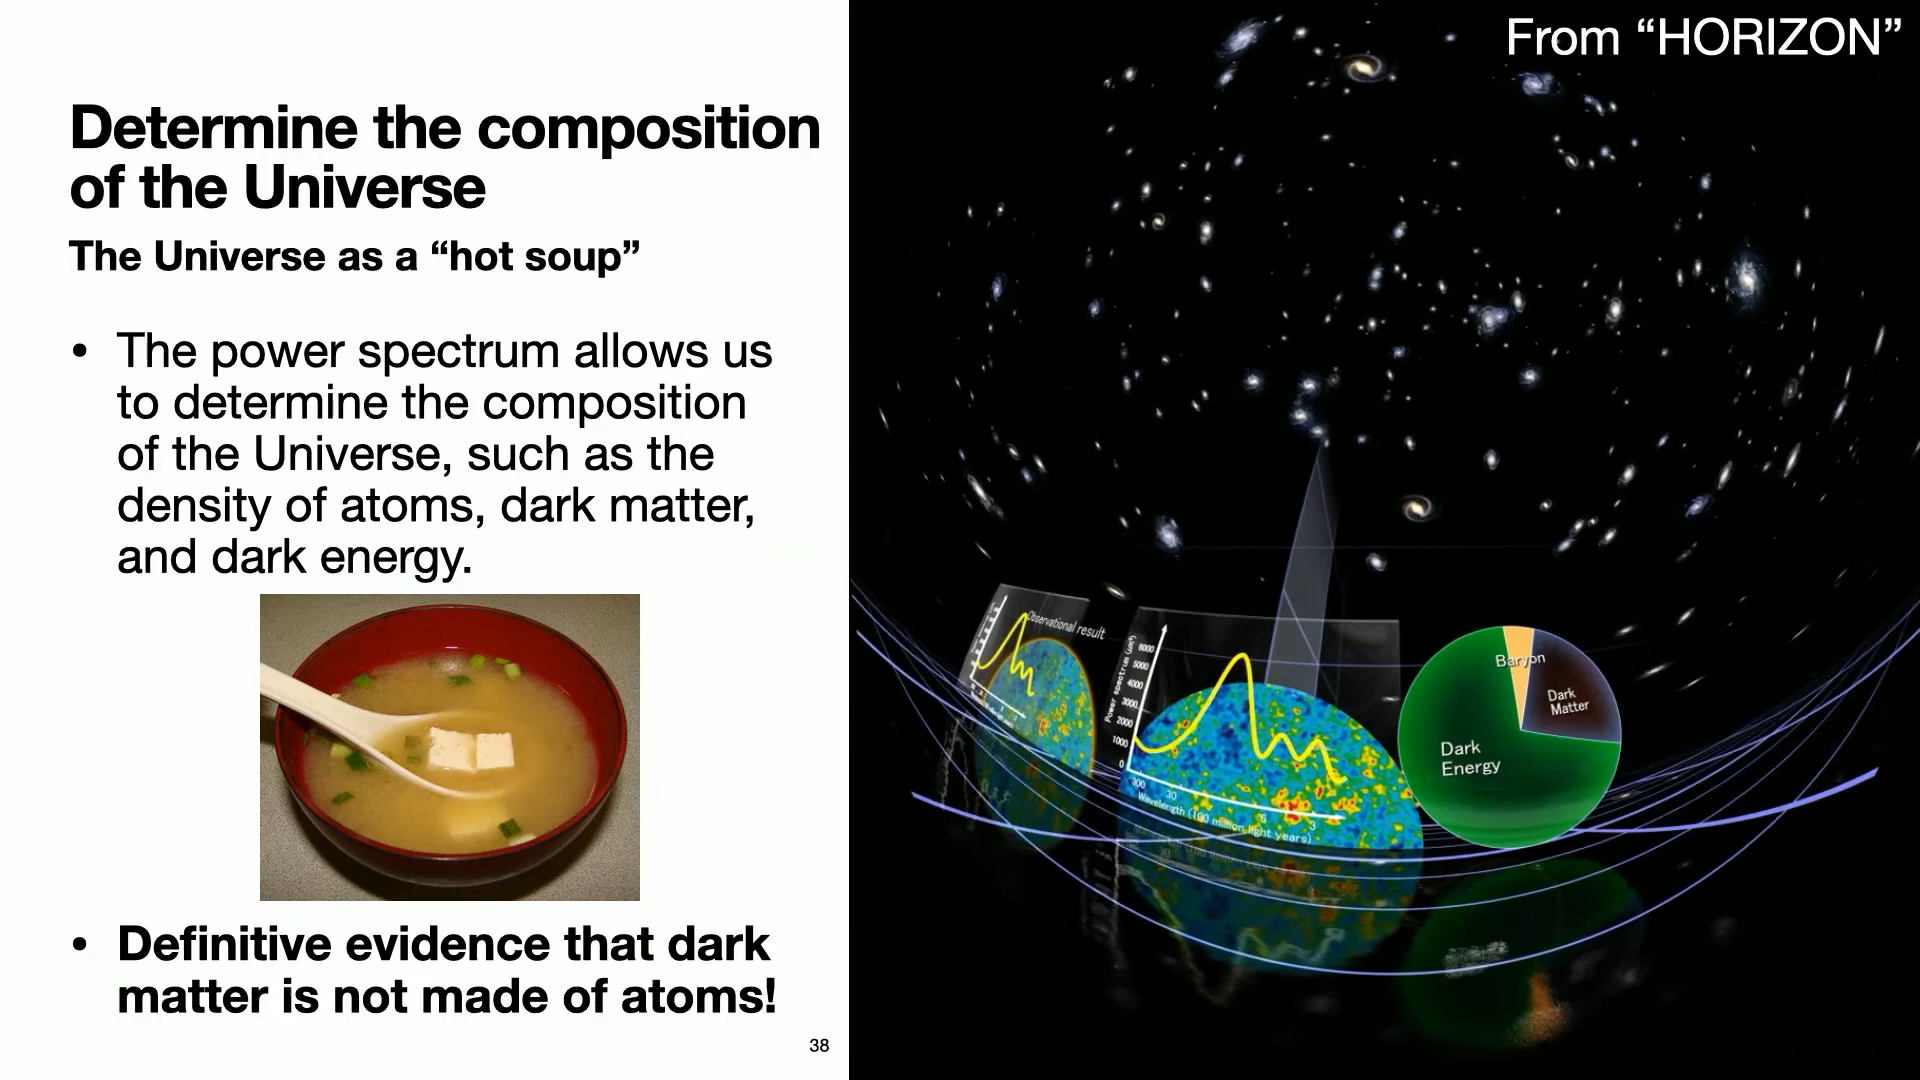 From “HORIZON”
Determine the composition
of the Universe
The Universe as a “hot soup”
• The power spectrum allows us
to determine the composition
of the Universe, such as the
density of atoms, dark matter,
and dark energy.
• Definitive evidence that dark
matter is not made of atoms!
38
Observational result
Power spectrum (μK²)
6000
5000
4000
3000
2000
1000
0
300 30 6 3
Wavelength (100 million light years)
Baryon
Dark
Matter
Dark
Energy